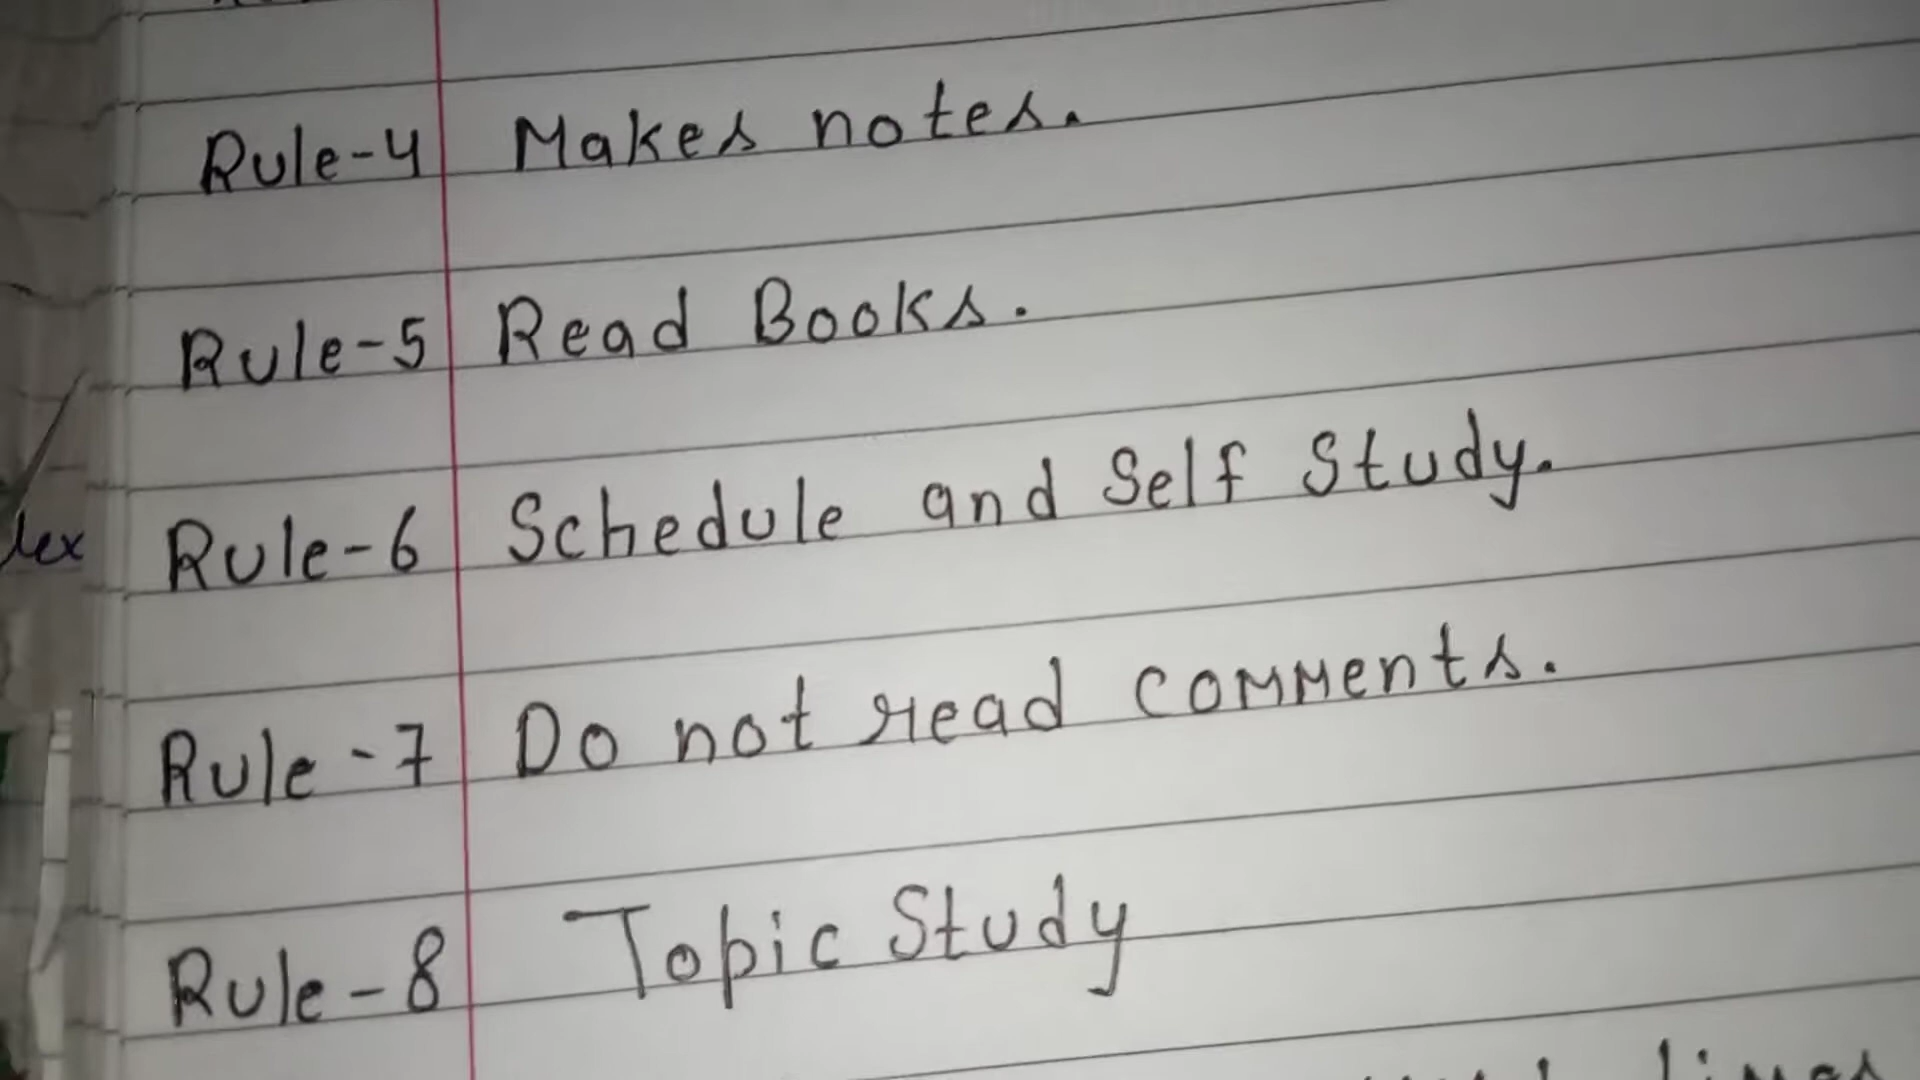 Rule-4 Makes notes.
Rule-5 Read Books.
Rule-6 Schedule and Self Study.
Rule-7 Do not read comments.
Rule-8 Topic Study